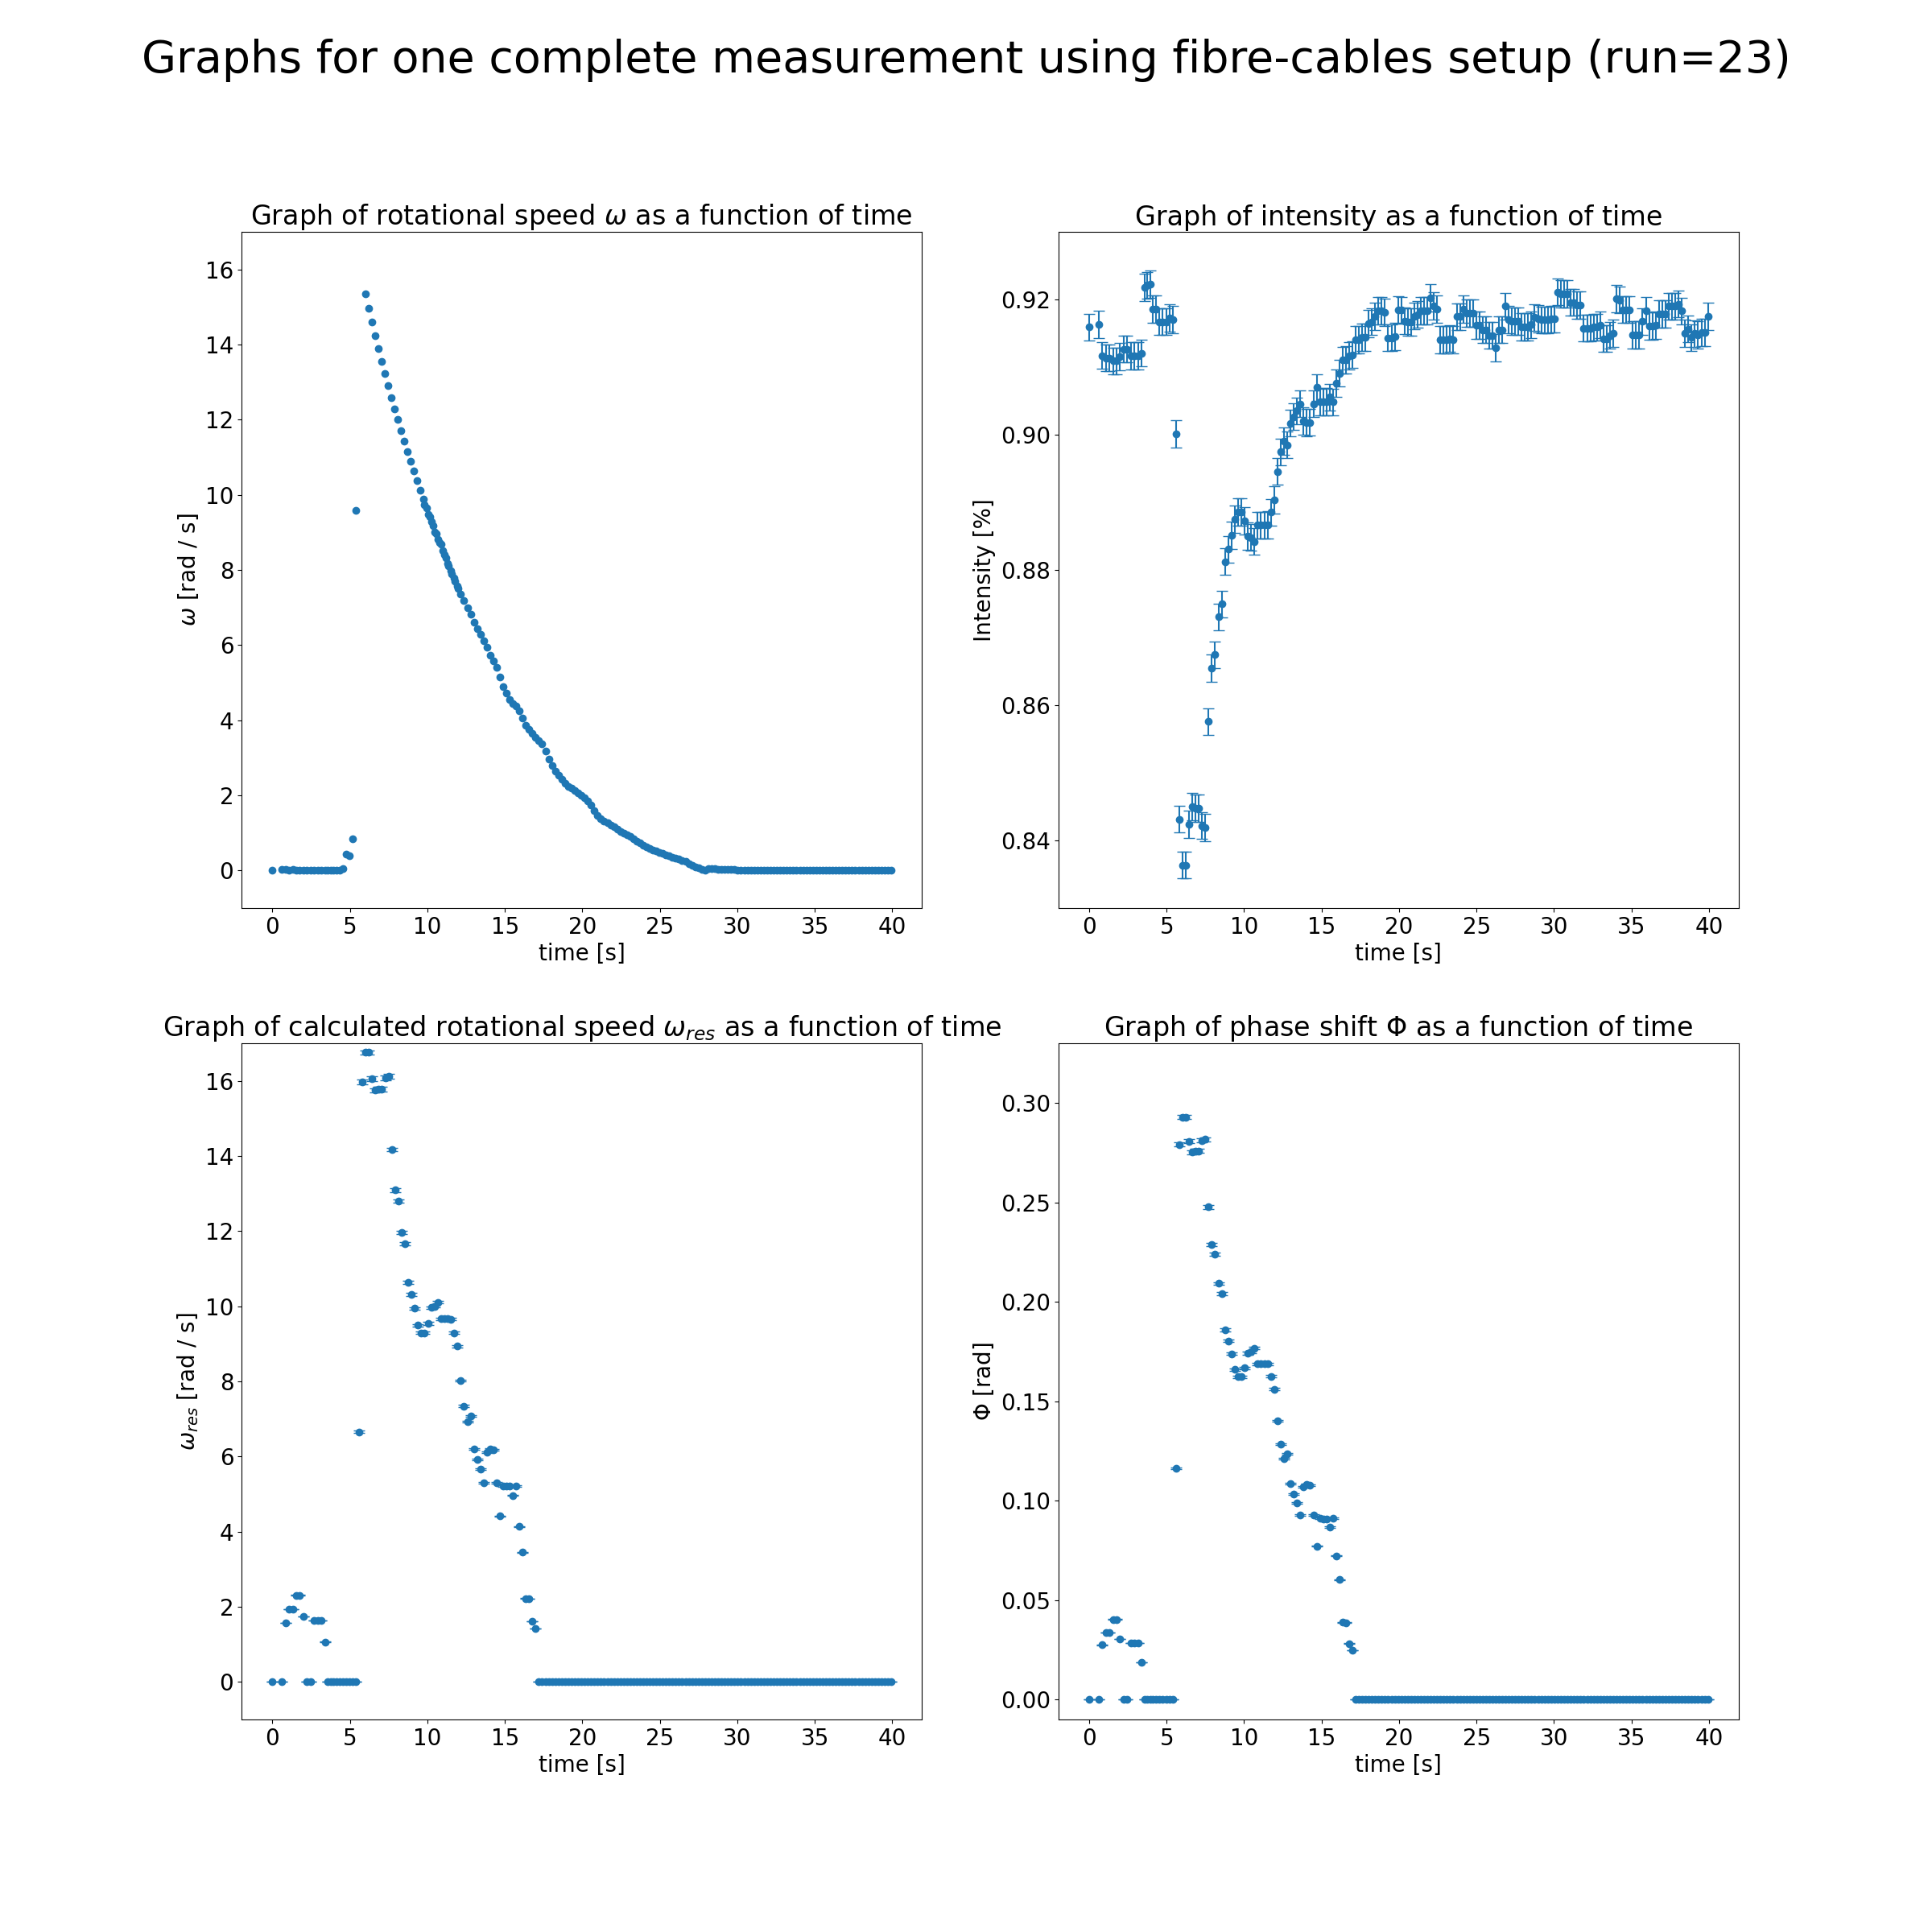 Graphs for one complete measurement using fibre-cables setup (run=23)
Graph of rotational speed ω as a function of time
16
14
12
10
8
6
4
2
0
ω [rad / s]
0 5 10 15 20 25 30 35 40
time [s]
Graph of intensity as a function of time
0.92
0.90
0.88
0.86
0.84
Intensity [%]
0 5 10 15 20 25 30 35 40
time [s]
Graph of calculated rotational speed ω_res as a function of time
16
14
12
10
8
6
4
2
0
ω_res [rad / s]
0 5 10 15 20 25 30 35 40
time [s]
Graph of phase shift Φ as a function of time
0.30
0.25
0.20
0.15
0.10
0.05
0.00
Φ [rad]
0 5 10 15 20 25 30 35 40
time [s]